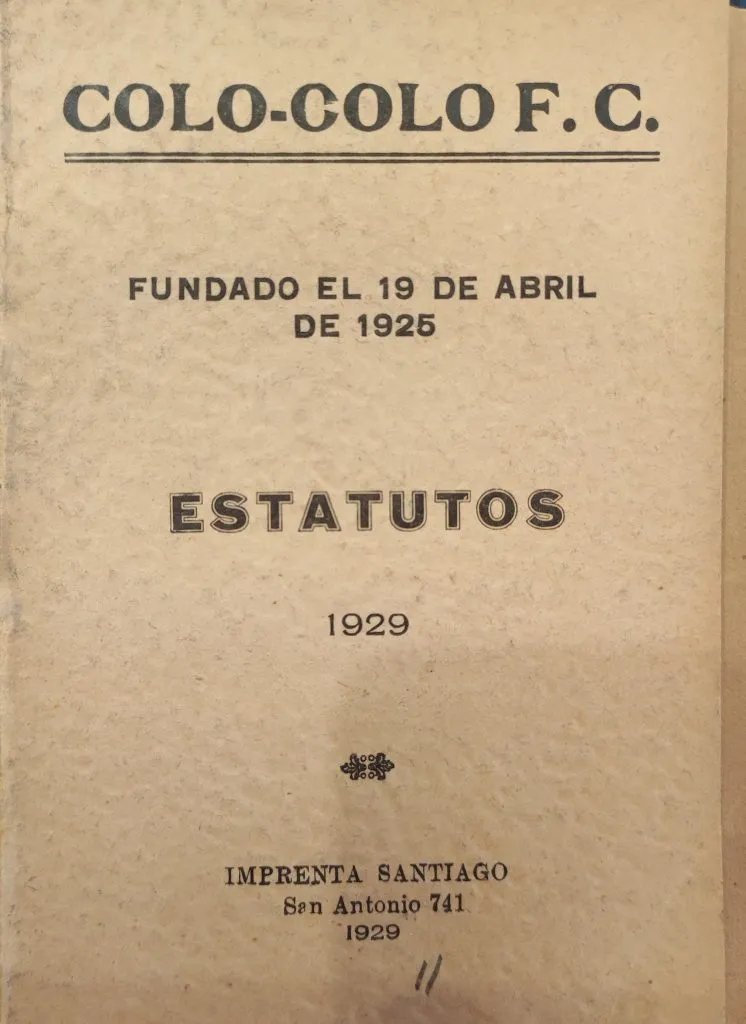 COLO-COLO F. C.
FUNDADO EL 19 DE ABRIL
DE 1925
ESTATUTOS
1929
IMPRENTA SANTIAGO
San Antonio 741
1929
11